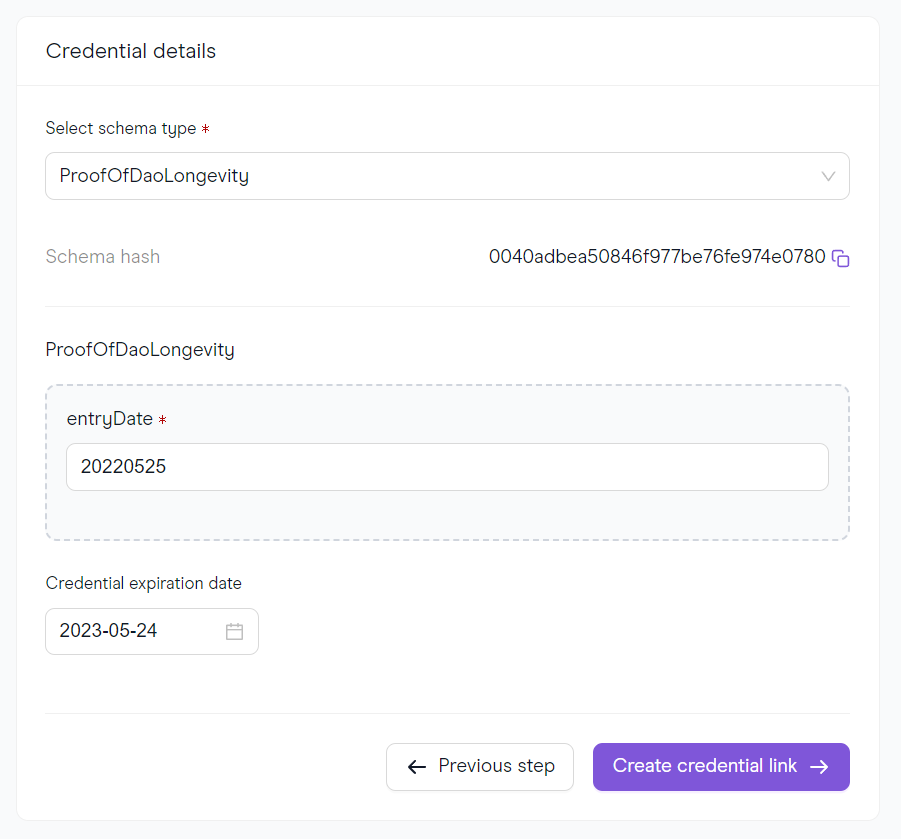 Credential details
Select schema type *
ProofOfDaoLongevity
Schema hash 0040adbea50846f977be76fe974e0780
ProofOfDaoLongevity
entryDate *
20220525
Credential expiration date
2023-05-24
← Previous step Create credential link →